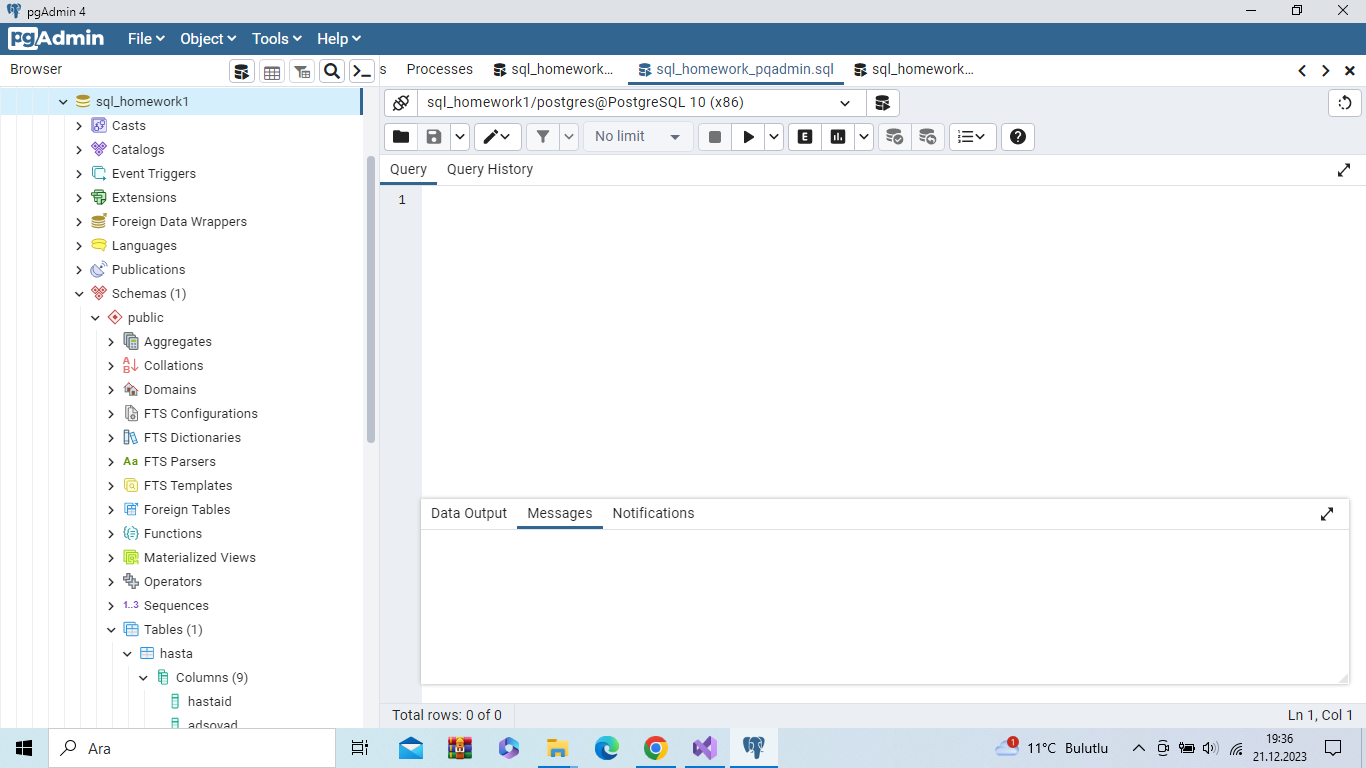 pgAdmin 4
pgAdmin File Object Tools Help
Browser
s Processes sql_homework... sql_homework_pqadmin.sql sql_homework...
sql_homework1/postgres@PostgreSQL 10 (x86)
No limit
E
Query Query History
1
sql_homework1
Casts
Catalogs
Event Triggers
Extensions
Foreign Data Wrappers
Languages
Publications
Schemas (1)
public
Aggregates
Collations
Domains
FTS Configurations
FTS Dictionaries
Aa FTS Parsers
FTS Templates
Foreign Tables
Functions
Materialized Views
Operators
1..3 Sequences
Tables (1)
hasta
Columns (9)
hastaid
adsoyad
Data Output Messages Notifications
Total rows: 0 of 0
Ln 1, Col 1
Ara
1
11°C Bulutlu
19:36
21.12.2023